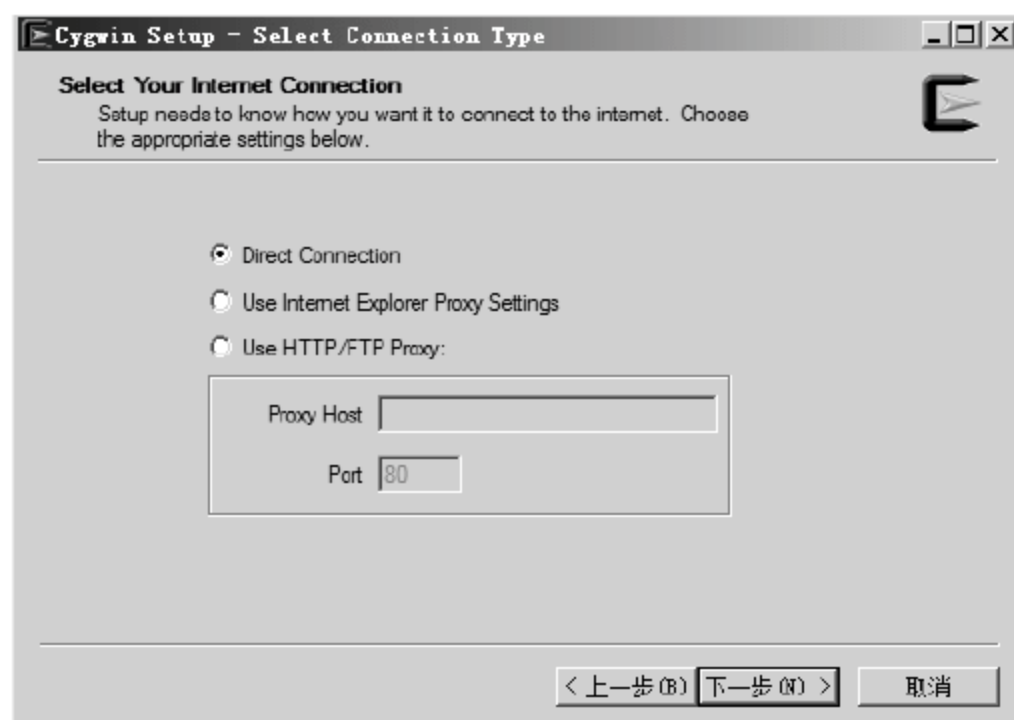 Cygwin Setup - Select Connection Type
Select Your Internet Connection
Setup needs to know how you want it to connect to the internet. Choose
the appropriate settings below.
Direct Connection
Use Internet Explorer Proxy Settings
Use HTTP/FTP Proxy:
Proxy Host
Port 80
< 上一步(B) 下一步(N) > 取消